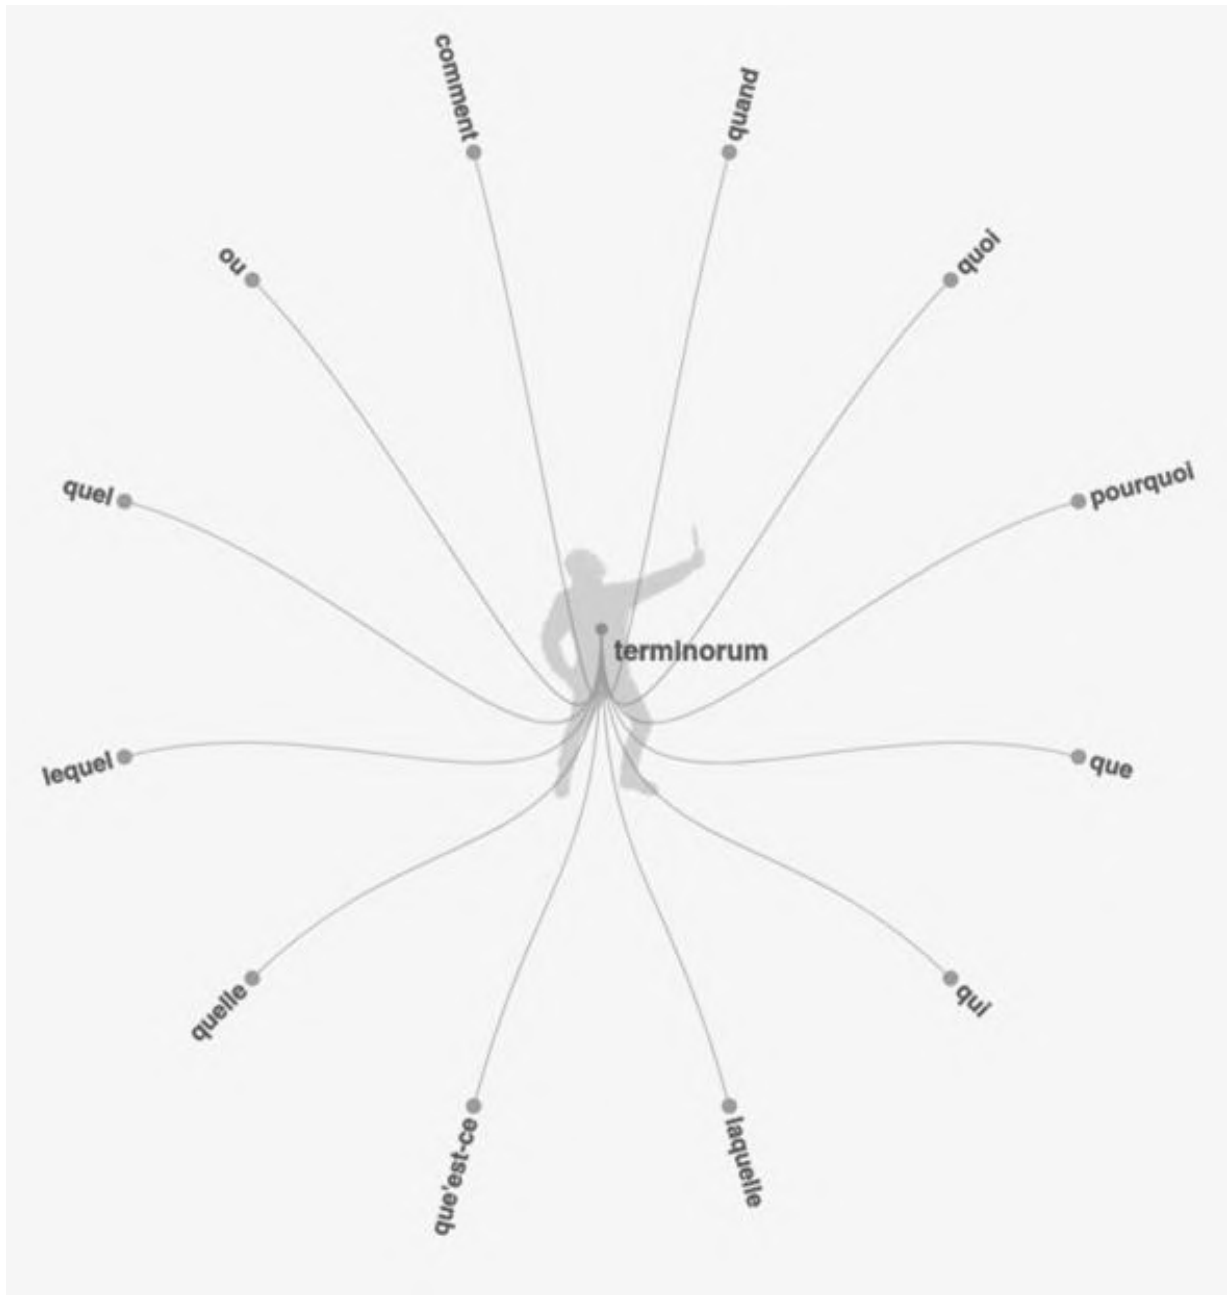 comment
quand
ou
quoi
quel
pourquoi
terminorum
lequel
que
quelle
qui
que'est-ce
laquelle